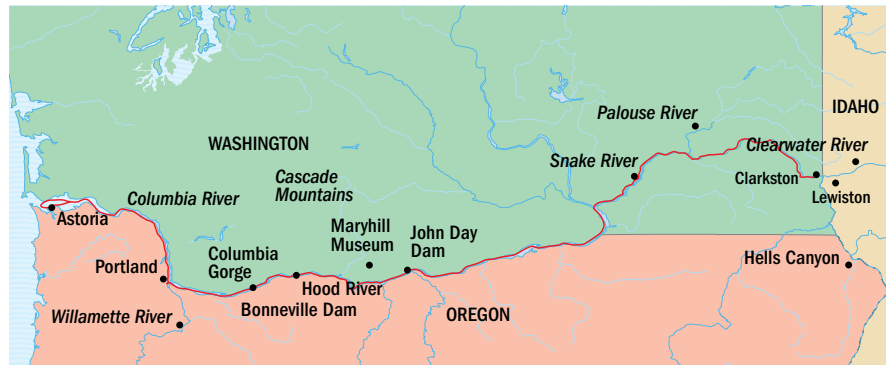 IDAHO
Palouse River
WASHINGTON
Clearwater River
Snake River
Cascade
Mountains
Clarkston
Columbia River
Lewiston
Astoria
Maryhill
Museum
John Day
Dam
Columbia
Gorge
Portland
Hells Canyon
Hood River
Bonneville Dam
Willamette River
OREGON